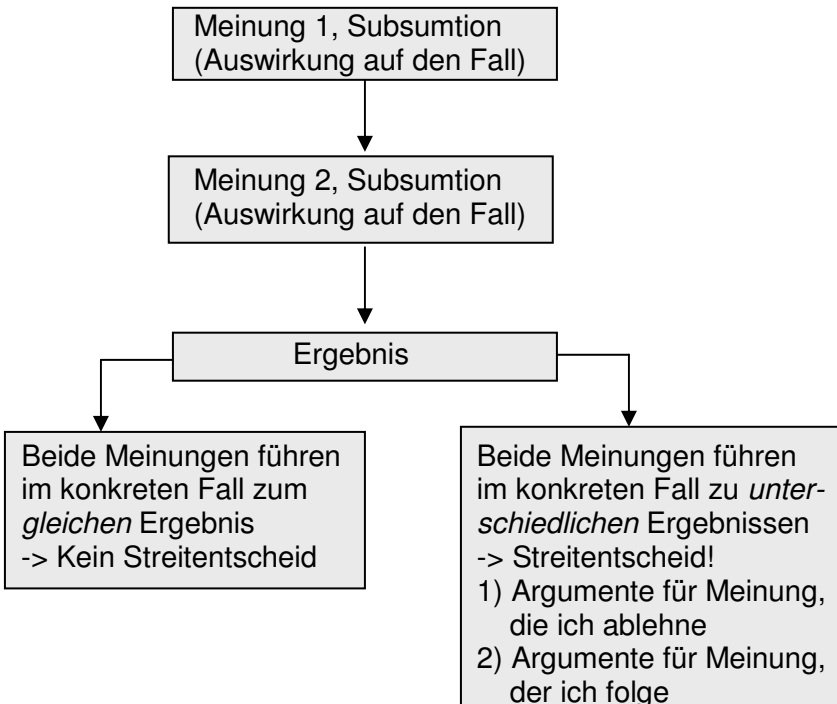 Meinung 1, Subsumtion
(Auswirkung auf den Fall)
Meinung 2, Subsumtion
(Auswirkung auf den Fall)
Ergebnis
Beide Meinungen führen
im konkreten Fall zum
gleichen Ergebnis
-> Kein Streitentscheid
Beide Meinungen führen
im konkreten Fall zu unter-
schiedlichen Ergebnissen
-> Streitentscheid!
1) Argumente für Meinung,
die ich ablehne
2) Argumente für Meinung,
der ich folge